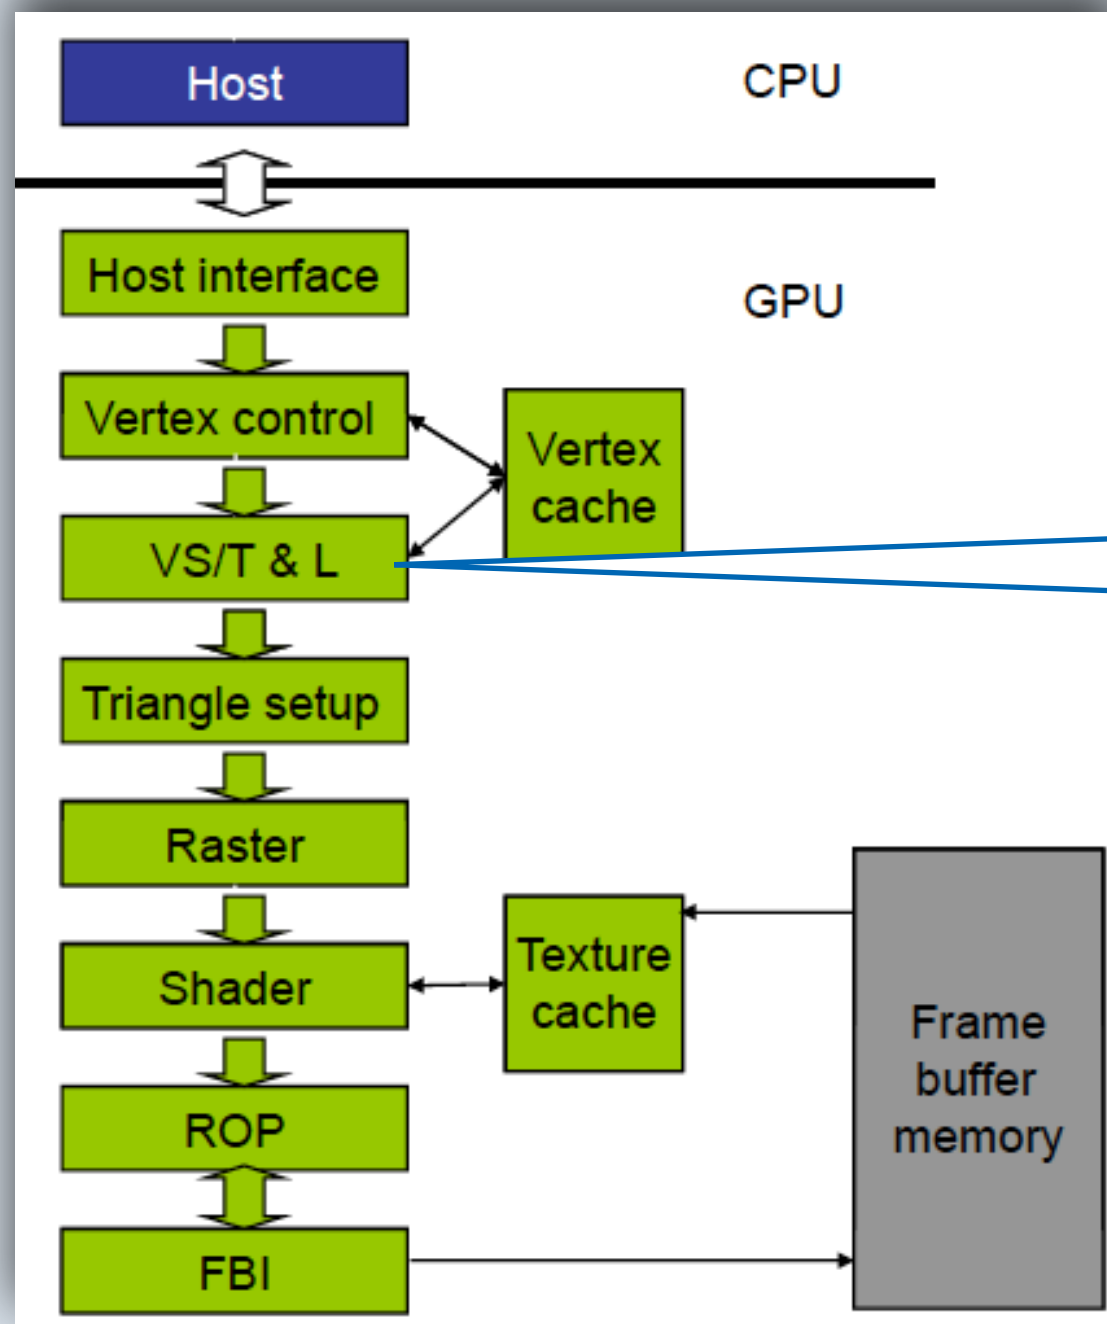 Host
CPU
Host interface
GPU
Vertex control
Vertex
cache
VS/T & L
Triangle setup
Raster
Shader
Texture
cache
Frame
buffer
memory
ROP
FBI